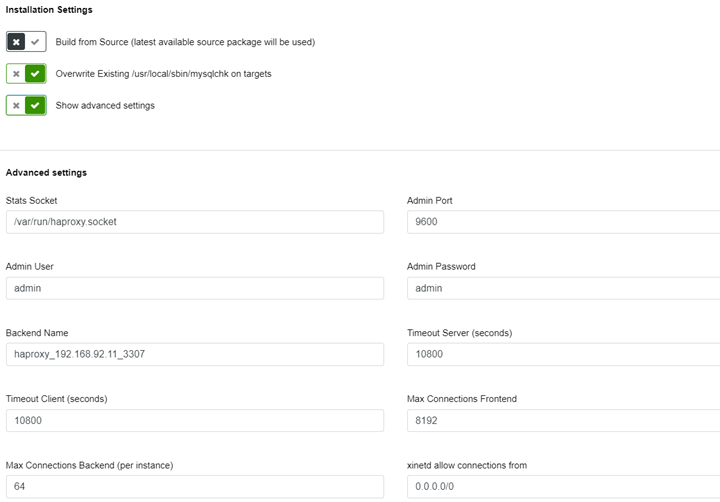 Installation Settings
Build from Source (latest available source package will be used)
Overwrite Existing /usr/local/sbin/mysqlchk on targets
Show advanced settings
Advanced settings
Stats Socket
/var/run/haproxy.socket
Admin Port
9600
Admin User
admin
Admin Password
admin
Backend Name
haproxy_192.168.92.11_3307
Timeout Server (seconds)
10800
Timeout Client (seconds)
10800
Max Connections Frontend
8192
Max Connections Backend (per instance)
64
xinetd allow connections from
0.0.0.0/0